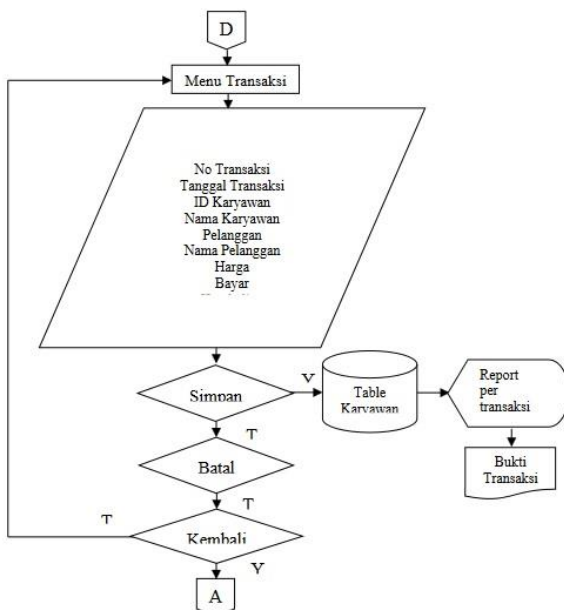 D
Menu Transaksi
No Transaksi
Tanggal Transaksi
ID Karyawan
Nama Karyawan
Pelanggan
Nama Pelanggan
Harga
Bayar
Simpan
Y
Table
Karyawan
Report
per
transaksi
T
Bukti
Transaksi
Batal
T
T
Kembali
Y
A